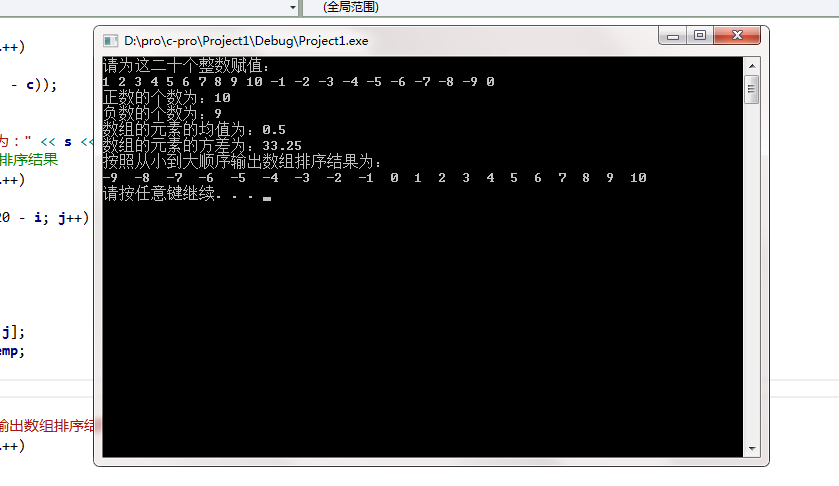 (全局范围)
.++)
D:\pro\c-pro\Project1\Debug\Project1.exe
请为这二十个整数赋值：
1 2 3 4 5 6 7 8 9 10 -1 -2 -3 -4 -5 -6 -7 -8 -9 0
- c));
正数的个数为：10
负数的个数为：9
数组的元素的均值为：0.5
为：" << s <<
数组的元素的方差为：33.25
排序结果
按照从小到大顺序输出数组排序结果为：
.++)
-9 -8 -7 -6 -5 -4 -3 -2 -1 0 1 2 3 4 5 6 7 8 9 10
请按任意键继续. . .
20 - i; j++)
j];
emp;
输出数组排序结
.++)